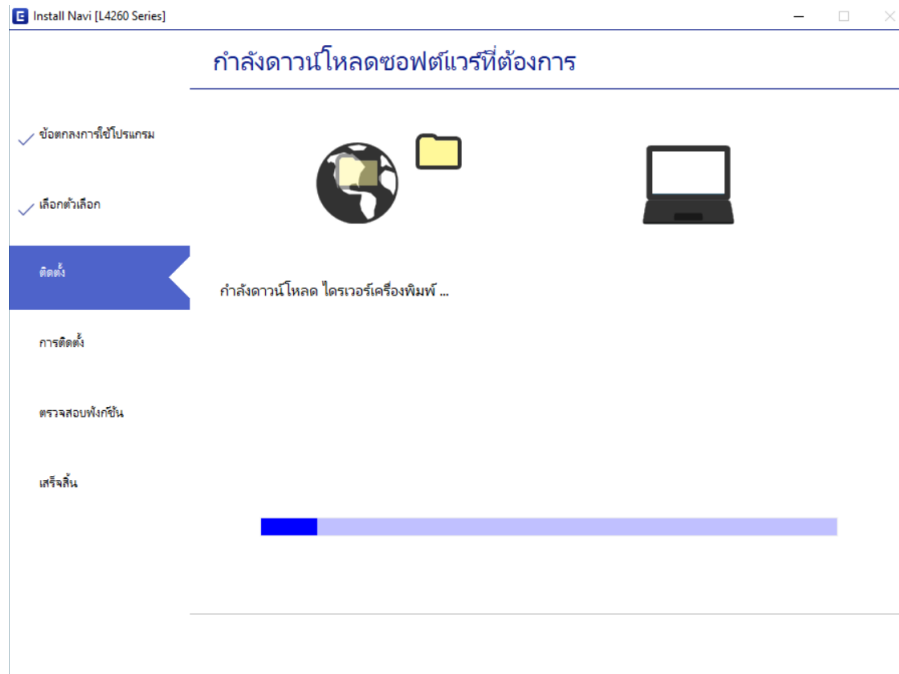 Install Navi [L4260 Series]
กำลังดาวน์โหลดซอฟต์แวร์ที่ต้องการ
ข้อตกลงการใช้โปรแกรม
เลือกตัวเลือก
ติดตั้ง
กำลังดาวน์โหลด ไดรเวอร์เครื่องพิมพ์ ...
การติดตั้ง
ตรวจสอบฟังก์ชัน
เสร็จสิ้น